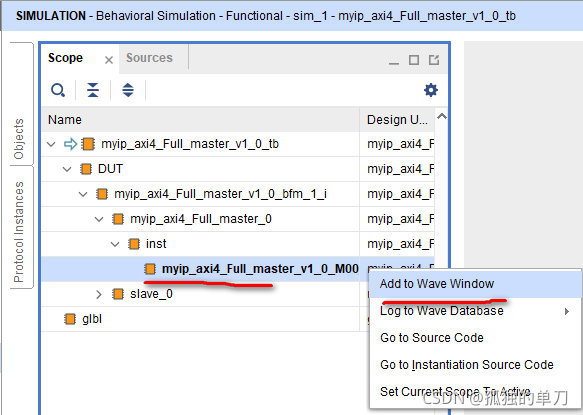 SIMULATION - Behavioral Simulation - Functional - sim_1 - myip_axi4_Full_master_v1_0_tb
Objects
Protocol Instances
Scope
Sources
Name
Design U...
myip_axi4_Full_master_v1_0_tb
myip_axi4_F
DUT
myip_axi4_F
myip_axi4_Full_master_v1_0_bfm_1_i
myip_axi4_F
myip_axi4_Full_master_0
myip_axi4_F
inst
myip_axi4_F
myip_axi4_Full_master_v1_0_M00
slave_0
glbl
Add to Wave Window
Log to Wave Database
Go to Source Code
Go to Instantiation Source Code
Set Current Scope To Active
CSDN @孤独的单刀